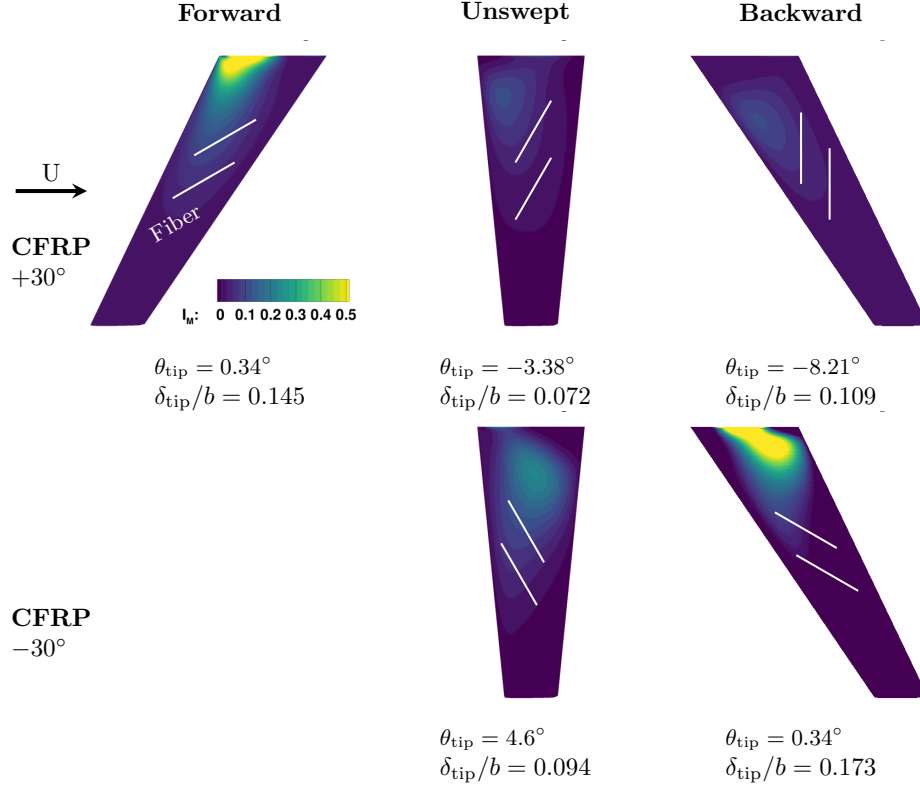 Forward Unswept Backward
U
Fiber
CFRP
+30°
I_M: 0 0.1 0.2 0.3 0.4 0.5
θ_tip = 0.34° θ_tip = −3.38° θ_tip = −8.21°
δ_tip/b = 0.145 δ_tip/b = 0.072 δ_tip/b = 0.109
CFRP
−30°
θ_tip = 4.6° θ_tip = 0.34°
δ_tip/b = 0.094 δ_tip/b = 0.173